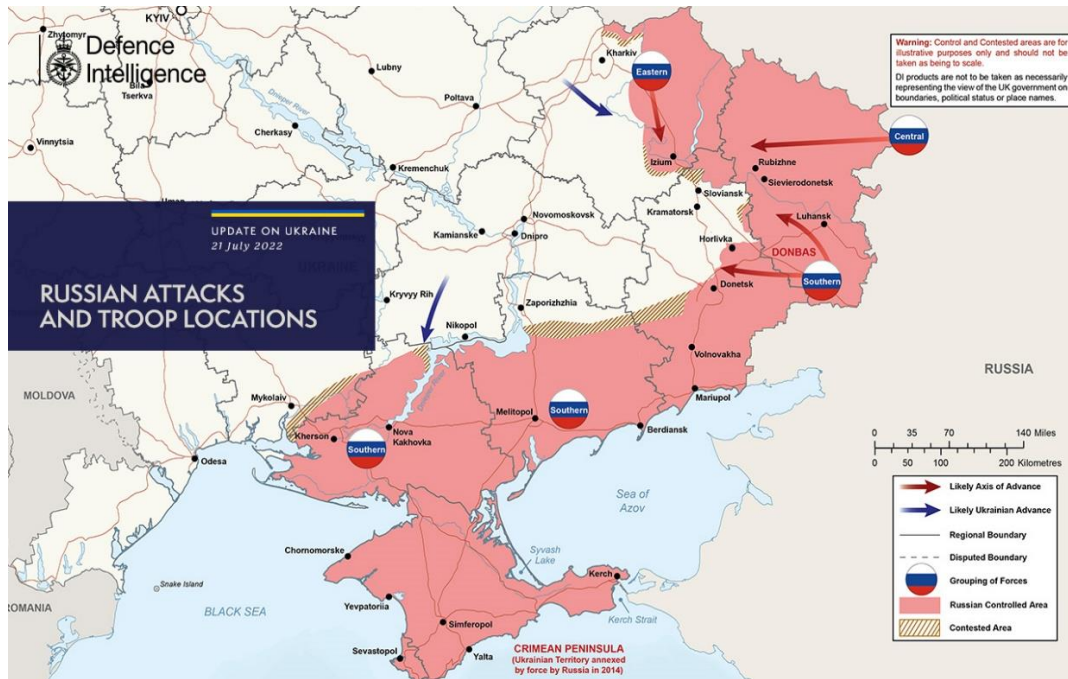 Defence
Intelligence
UPDATE ON UKRAINE
21 July 2022
RUSSIAN ATTACKS
AND TROOP LOCATIONS
Warning: Control and Contested areas are for
illustrative purposes only and should not be
taken as being to scale.
DI products are not to be taken as necessarily
representing the view of the UK government on
boundaries, political status or place names.
KYIV
Zhytomyr
Bila
Tserkva
Lubny
Kharkiv
Eastern
Poltava
Cherkasy
Dnieper River
Central
Vinnytsia
Kremenchuk
Izium
Rubizhne
Sievierodonetsk
Sloviansk
Kramatorsk
Uman
Novomoskovsk
Kamianske
Dnipro
Luhansk
Horlivka
DONBAS
UKRAINE
Southern
Donetsk
Kryvyy Rih
Zaporizhzhia
Nikopol
Volnovakha
MOLDOVA
RUSSIA
Dnieper River
Mykolaiv
Mariupol
Melitopol
Southern
Berdiansk
Kherson
Nova
Kakhovka
Southern
Odesa
0 35 70 140 Miles
0 50 100 200 Kilometres
Sea of
Azov
Likely Axis of Advance
Likely Ukrainian Advance
Regional Boundary
Disputed Boundary
Grouping of Forces
Russian Controlled Area
Contested Area
Chornomorske
Syvash
Lake
Kerch
Snake Island
Yevpatoriia
ROMANIA
BLACK SEA
Kerch Strait
Simferopol
Sevastopol
Yalta
CRIMEAN PENINSULA
(Ukrainian Territory annexed
by force by Russia in 2014)